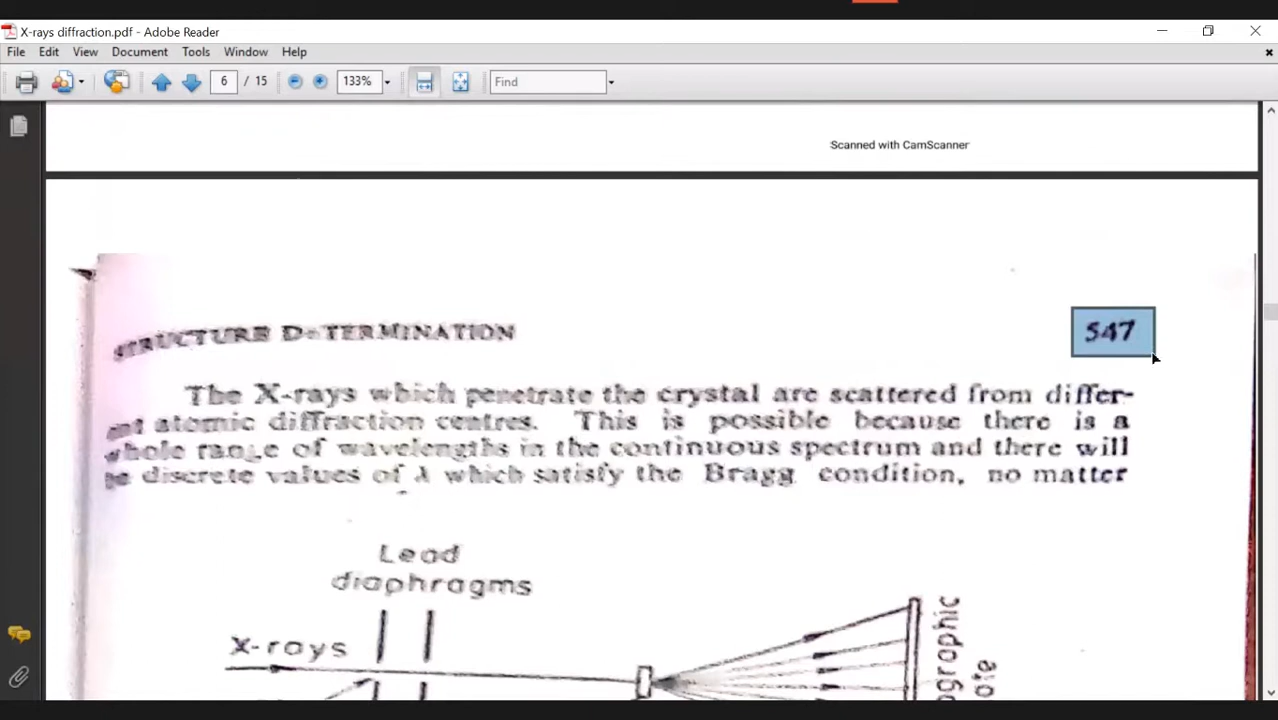 X-rays diffraction.pdf - Adobe Reader
File Edit View Document Tools Window Help
6 / 15 133% Find
Scanned with CamScanner
STRUCTURE DETERMINATION 547
The X-rays which penetrate the crystal are scattered from differ-
ent atomic diffraction centres. This is possible because there is a
whole range of wavelengths in the continuous spectrum and there will
be discrete values of λ which satisfy the Bragg condition, no matter
Lead
diaphragms
X-rays